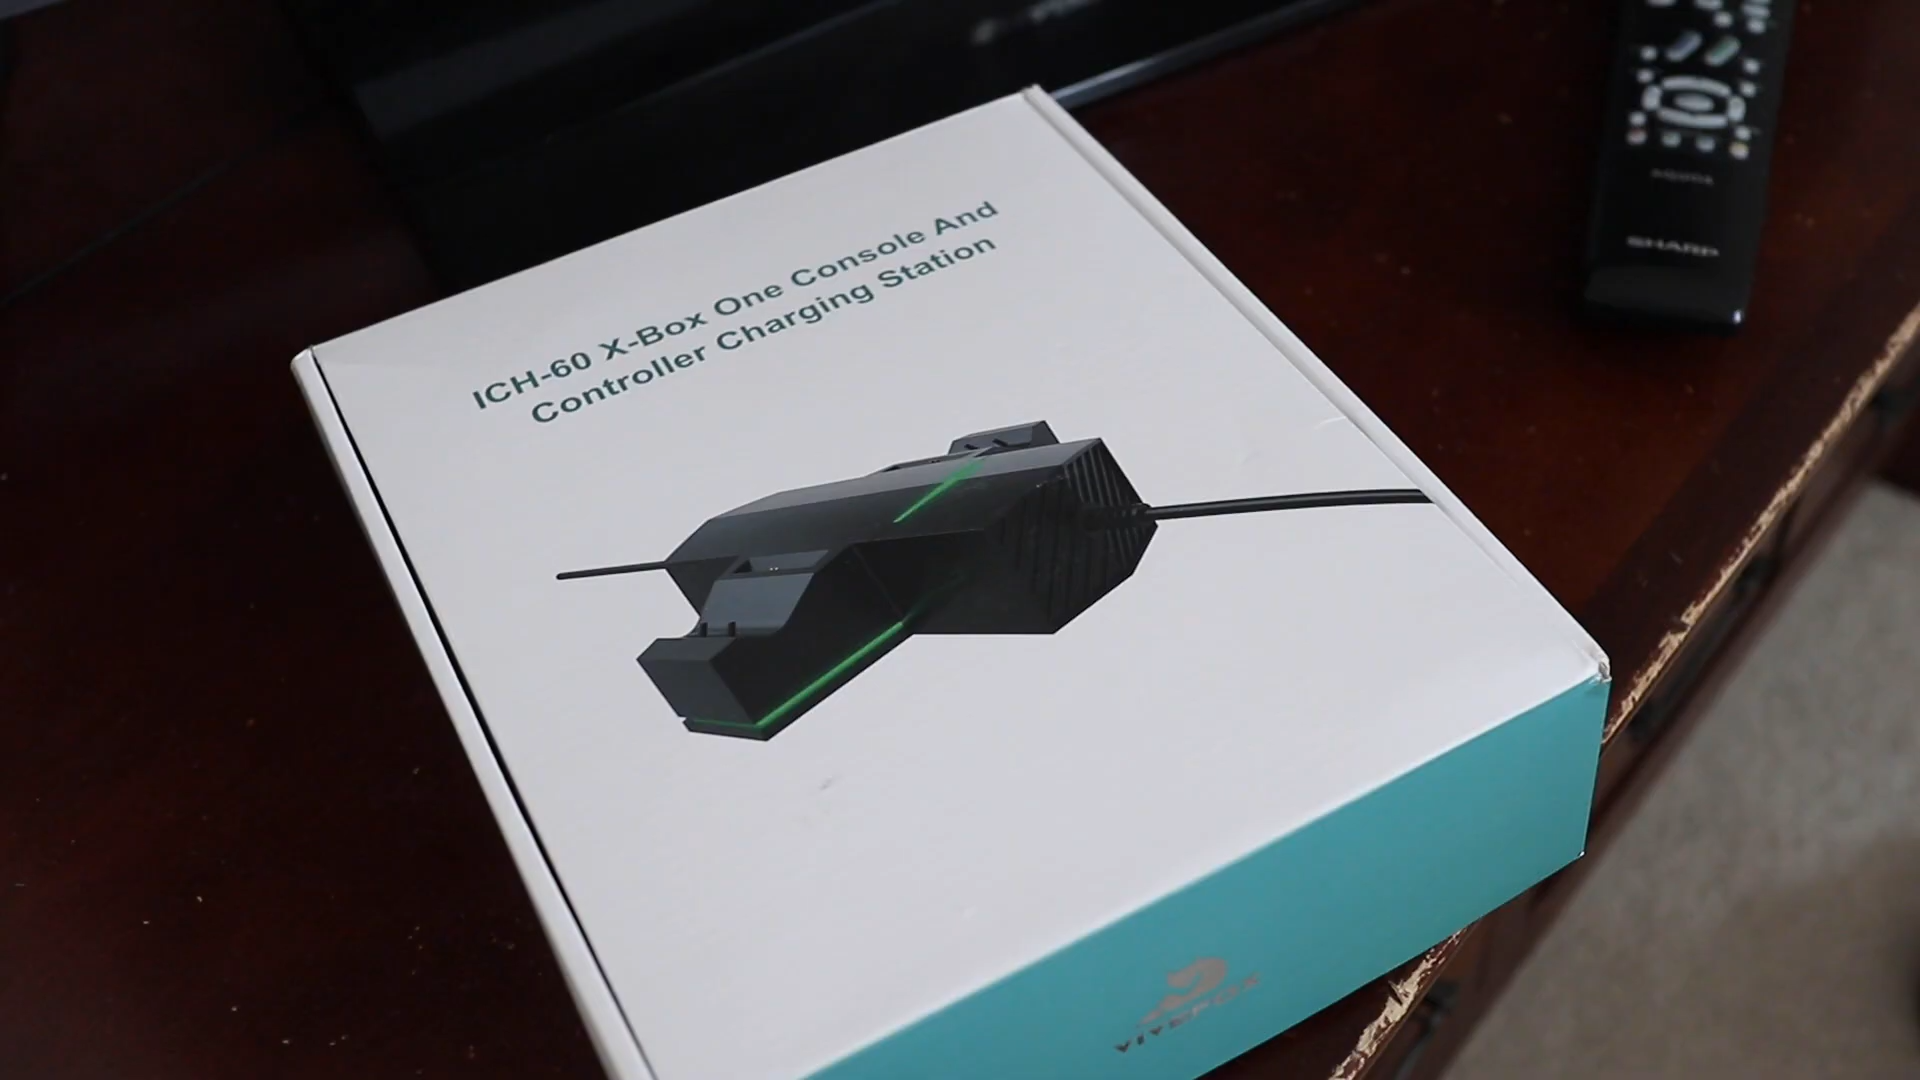 ICH-60 X-Box One Console And
Controller Charging Station
SHARP